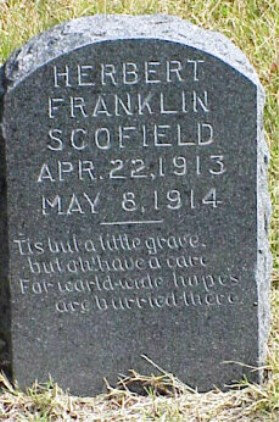 HERBERT
FRANKLIN
SCOFIELD
APR. 22, 1913
MAY 8, 1914
Tis but a little grave,
but oh! have a care
For world-wide hopes
are burried there